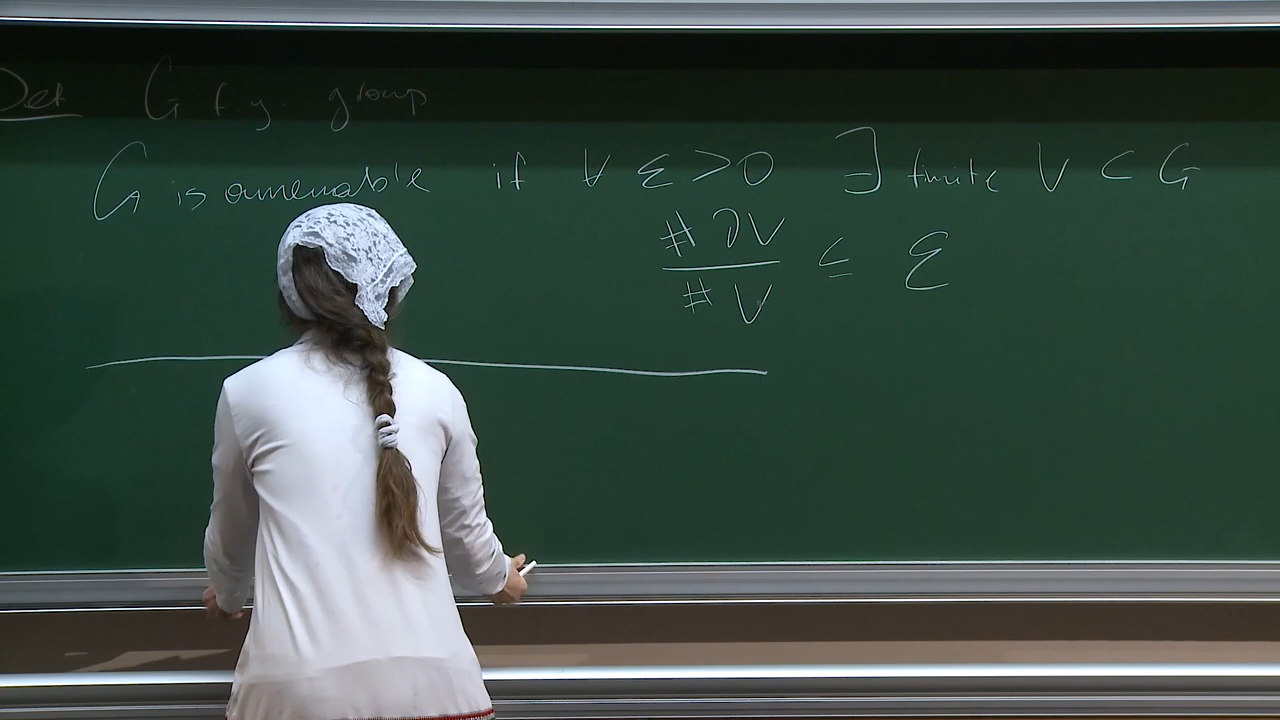 Def G f.g. group
G is amenable if ∀ ε > 0 ∃ finite V ⊂ G
# ∂V
─── ≤ ε
# V